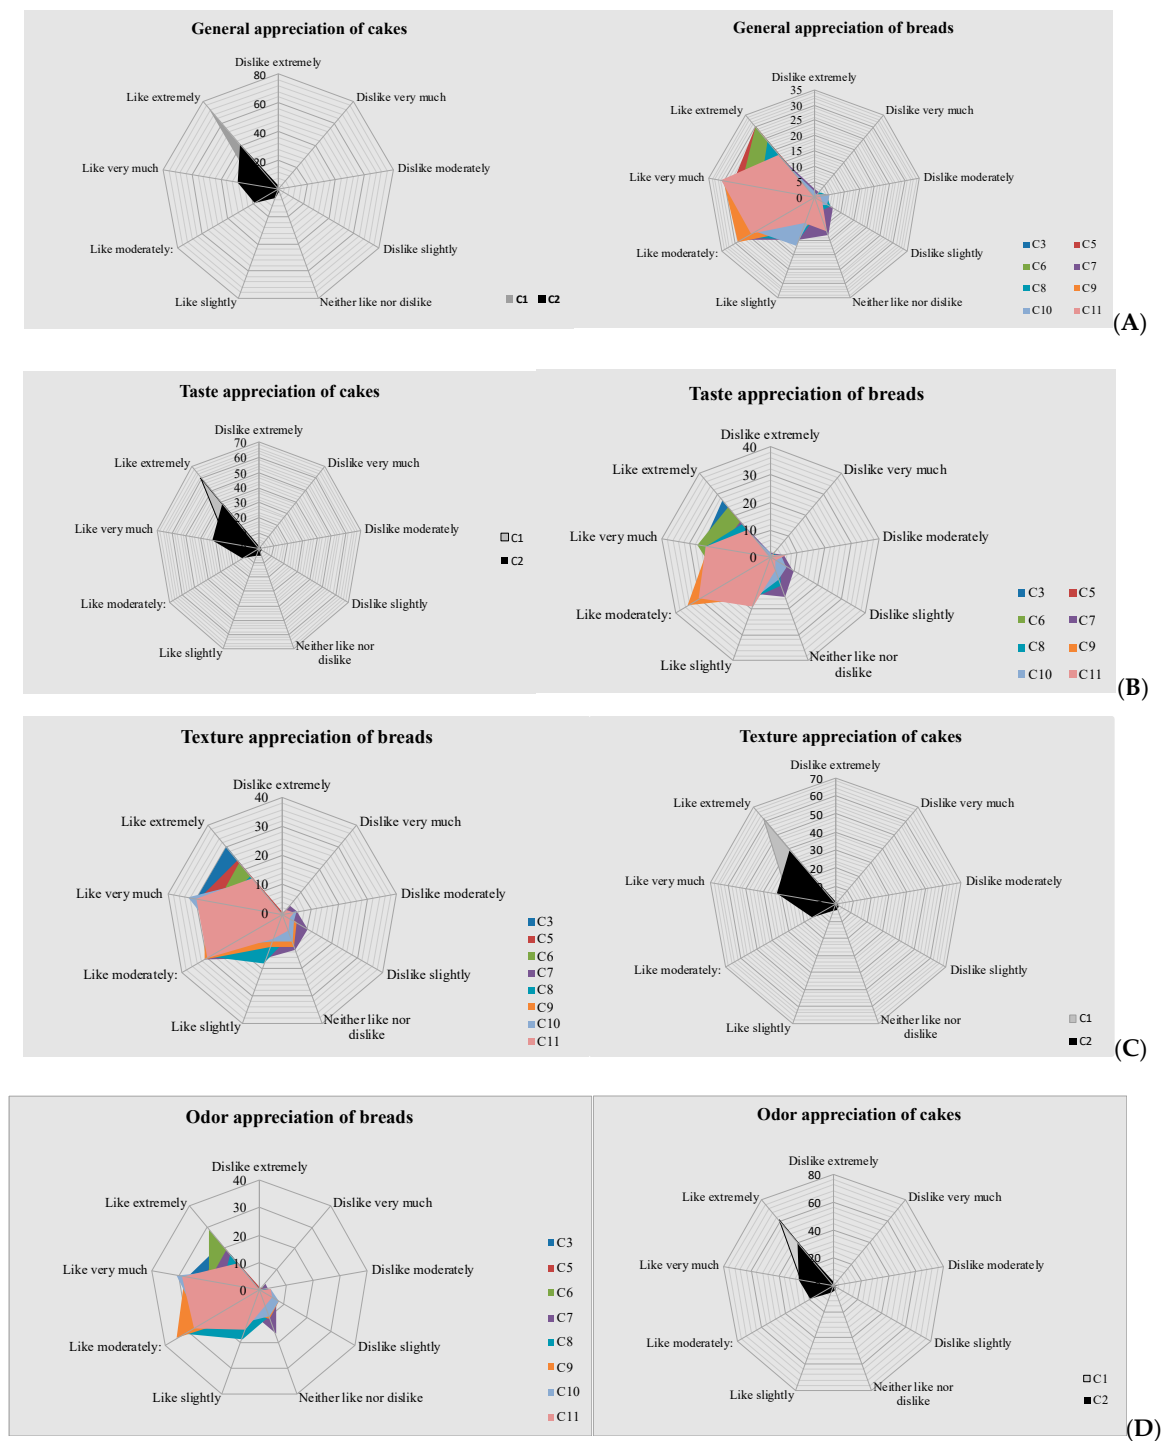 General appreciation of cakes
Dislike extremely
80
Like extremely
Dislike very much
60
40
Like very much
20
Dislike moderately
Like moderately:
Dislike slightly
Like slightly
Neither like nor dislike
C1 C2
General appreciation of breads
Dislike extremely
35
Like extremely
30
Dislike very much
25
20
15
10
Like very much
5
Dislike moderately
0
Like moderately:
Dislike slightly
C3 C5
C6 C7
C8 C9
C10 C11
Like slightly
Neither like nor dislike
(A)
Taste appreciation of cakes
Dislike extremely
70
Like extremely
60
Dislike very much
50
40
30
Like very much
20
Dislike moderately
C1
C2
Like moderately:
Dislike slightly
Like slightly
Neither like nor
dislike
Taste appreciation of breads
Dislike extremely
40
Like extremely
30
Dislike very much
20
Like very much
10
Dislike moderately
0
Like moderately:
Dislike slightly
C3 C5
C6 C7
C8 C9
C10 C11
Like slightly
Neither like nor
dislike
(B)
Texture appreciation of breads
Dislike extremely
40
Like extremely
30
Dislike very much
20
Like very much
10
Dislike moderately
0
Like moderately:
Dislike slightly
C3
C5
C6
C7
C8
C9
C10
C11
Like slightly
Neither like nor
dislike
Texture appreciation of cakes
Dislike extremely
70
Like extremely
60
Dislike very much
50
40
30
20
Like very much
Dislike moderately
Like moderately:
Dislike slightly
Like slightly
Neither like nor
dislike
C1
C2
(C)
Odor appreciation of breads
Dislike extremely
40
Like extremely
30
Dislike very much
20
Like very much
10
Dislike moderately
0
Like moderately:
Dislike slightly
Like slightly
Neither like nor dislike
C3
C5
C6
C7
C8
C9
C10
C11
Odor appreciation of cakes
Dislike extremely
80
Like extremely
60
Dislike very much
40
Like very much
20
Dislike moderately
Like moderately:
Dislike slightly
Like slightly
Neither like nor
dislike
C1
C2
(D)